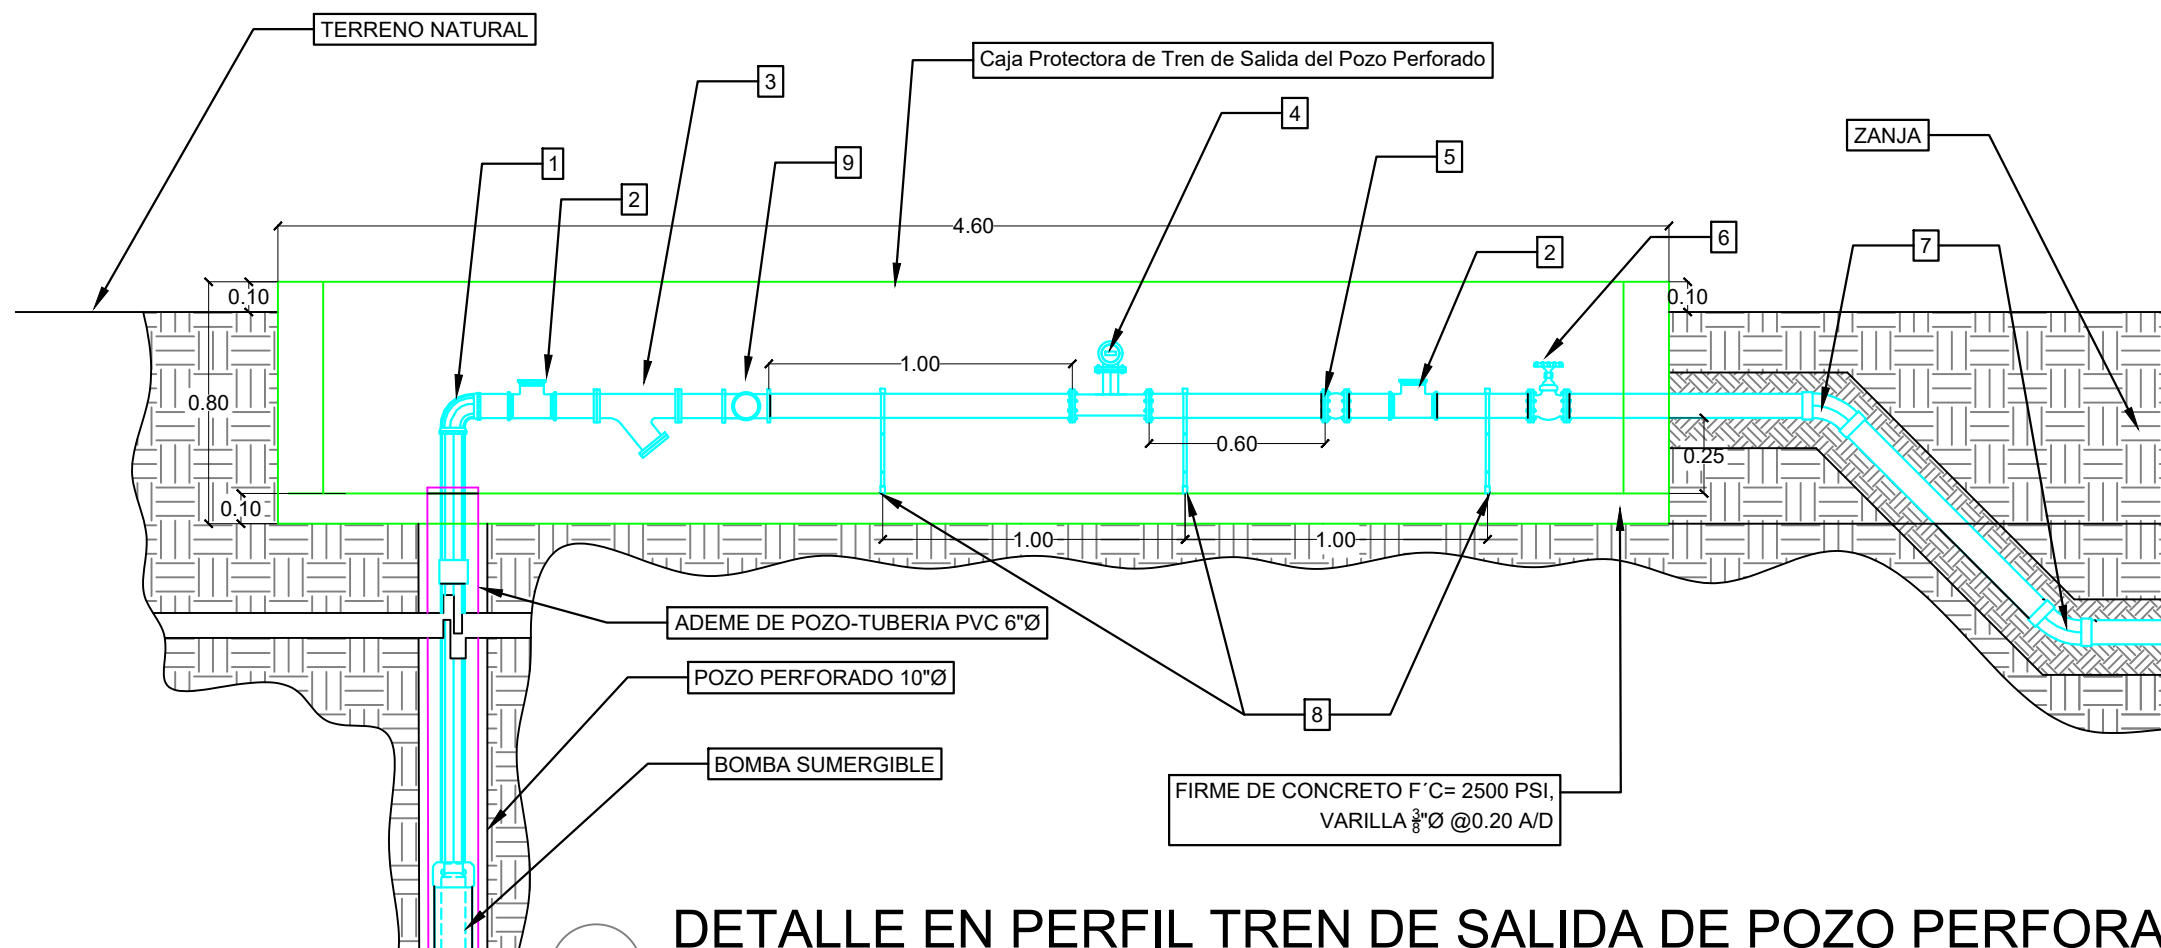 TERRENO NATURAL
Caja Protectora de Tren de Salida del Pozo Perforado
3
4
ZANJA
1
9
5
2
4.60
6
2
7
0.10
0.10
1.00
0.80
0.60
0.25
0.10
1.00
1.00
ADEME DE POZO-TUBERIA PVC 6"Ø
POZO PERFORADO 10"Ø
8
BOMBA SUMERGIBLE
FIRME DE CONCRETO F´C= 2500 PSI,
VARILLA 3/8"Ø @0.20 A/D
DETALLE EN PERFIL TREN DE SALIDA DE POZO PERFORA